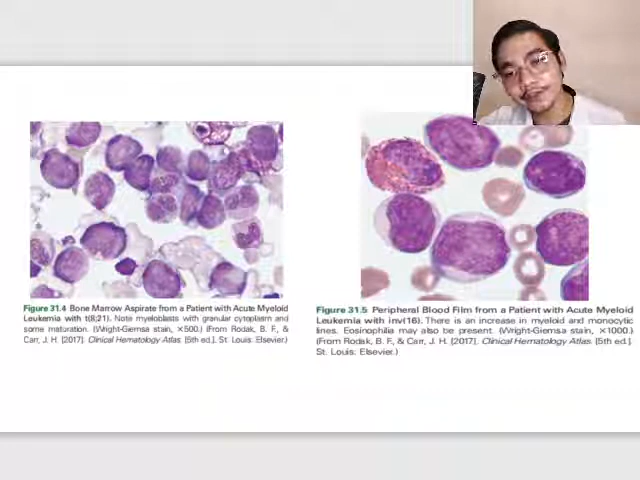 Figure 31.4 Bone Marrow Aspirate from a Patient with Acute Myeloid
Leukemia with t(8;21). Note myeloblasts with granular cytoplasm and
some maturation. (Wright-Giemsa stain, ×500.) (From Rodak, B. F., &
Carr, J. H. [2017]. Clinical Hematology Atlas. [5th ed.]. St. Louis: Elsevier.)
Figure 31.5 Peripheral Blood Film from a Patient with Acute Myeloid
Leukemia with inv(16). There is an increase in myeloid and monocytic
lines. Eosinophilia may also be present. (Wright-Giemsa stain, ×1000.)
(From Rodak, B. F., & Carr, J. H. [2017]. Clinical Hematology Atlas. [5th ed.].
St. Louis: Elsevier.)